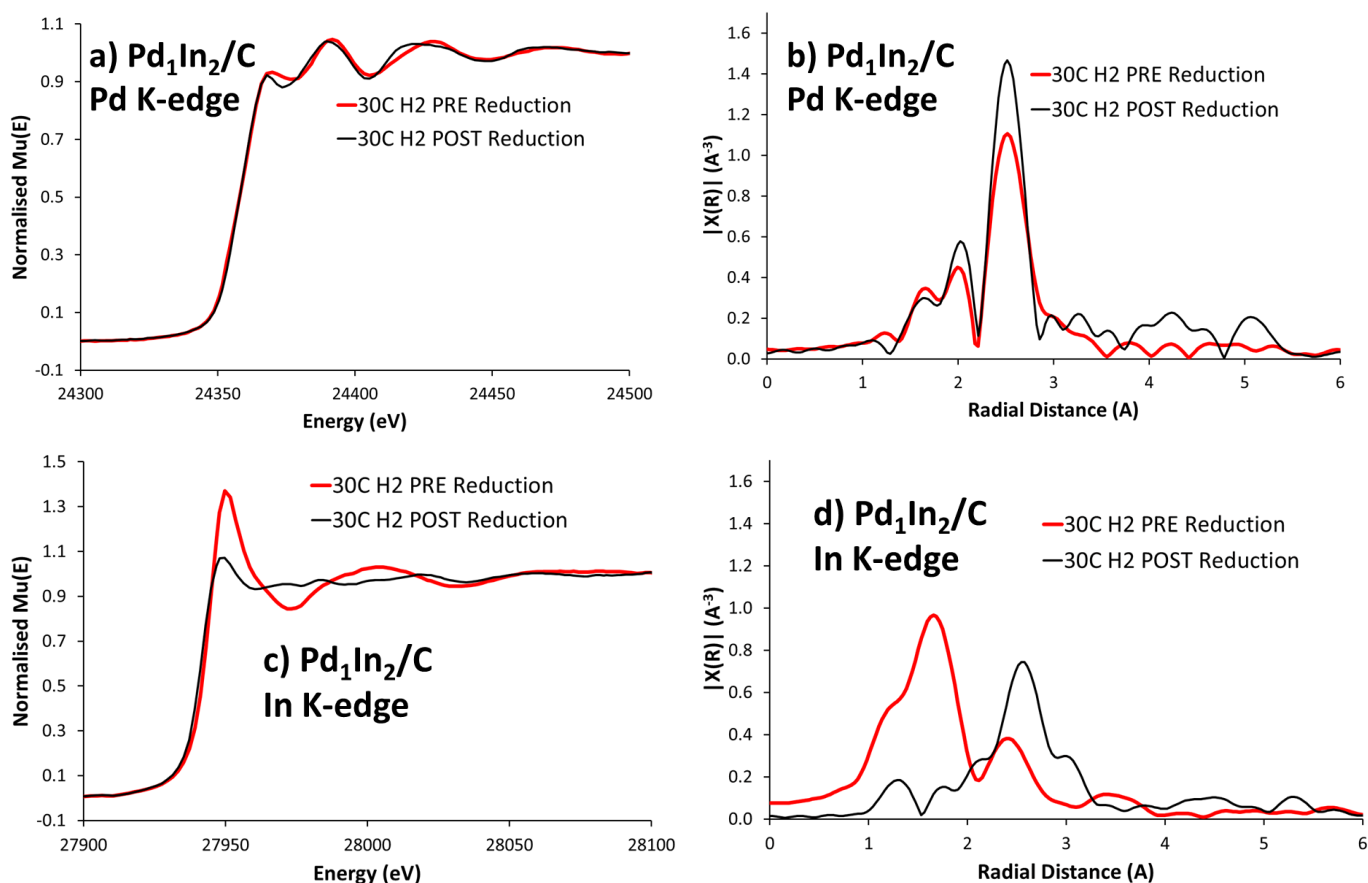 a) Pd₁In₂/C
Pd K-edge
30C H2 PRE Reduction
30C H2 POST Reduction
Normalised Mu(E)
1.1
0.9
0.7
0.5
0.3
0.1
-0.1
24300
24350
24400
24450
24500
Energy (eV)
b) Pd₁In₂/C
Pd K-edge
30C H2 PRE Reduction
30C H2 POST Reduction
|X(R)| (A⁻³)
1.6
1.4
1.2
1.0
0.8
0.6
0.4
0.2
0.0
0
1
2
3
4
5
6
Radial Distance (A)
c) Pd₁In₂/C
In K-edge
30C H2 PRE Reduction
30C H2 POST Reduction
Normalised Mu(E)
1.5
1.3
1.1
0.9
0.7
0.5
0.3
0.1
-0.1
27900
27950
28000
28050
28100
Energy (eV)
d) Pd₁In₂/C
In K-edge
30C H2 PRE Reduction
30C H2 POST Reduction
|X(R)| (A⁻³)
1.6
1.4
1.2
1.0
0.8
0.6
0.4
0.2
0.0
0
1
2
3
4
5
6
Radial Distance (A)